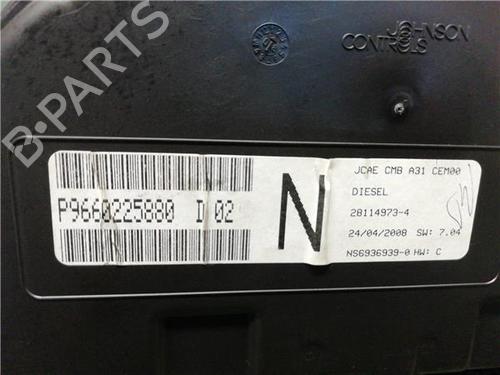 JOHNSON
CONTROLS
B-PARTS
P9660225880 D 02
N
JCAE CMB A31 CEM00
DIESEL
28114973-4
24/04/2008 SW: 7.04
NS6936939-0 HW: C